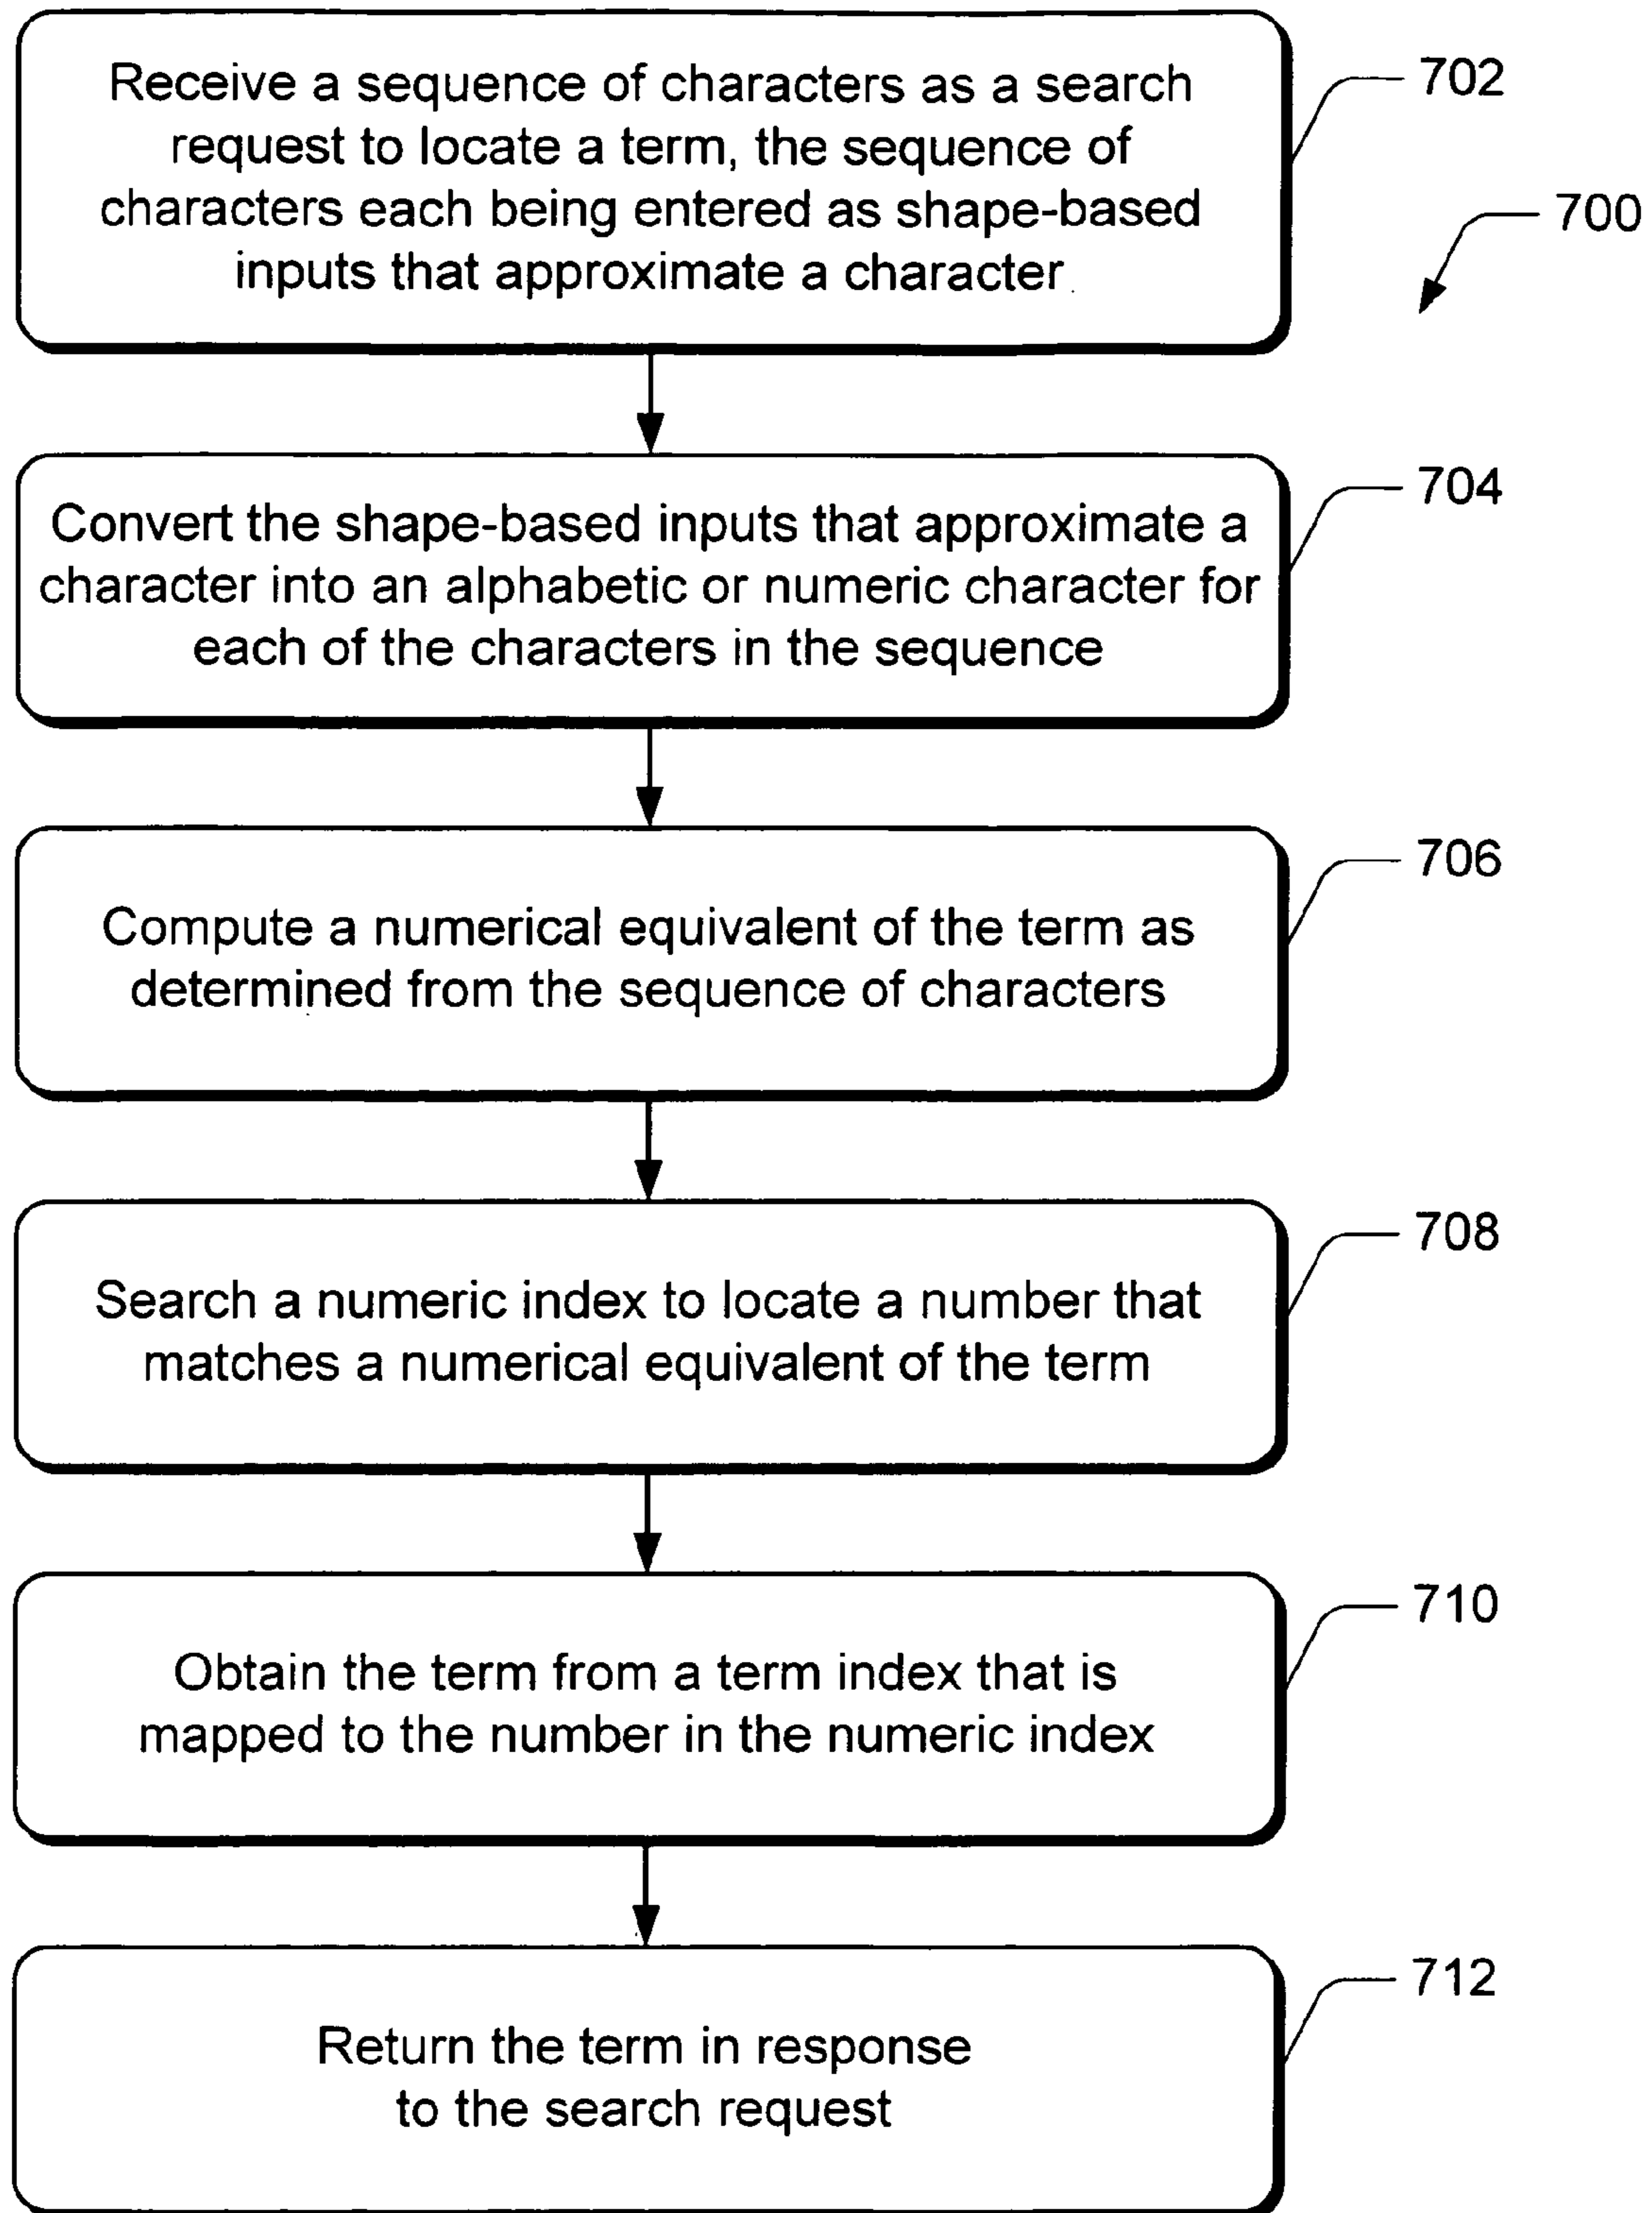 Receive a sequence of characters as a search
request to locate a term, the sequence of
characters each being entered as shape-based
inputs that approximate a character
702
700
Convert the shape-based inputs that approximate a
character into an alphabetic or numeric character for
each of the characters in the sequence
704
Compute a numerical equivalent of the term as
determined from the sequence of characters
706
Search a numeric index to locate a number that
matches a numerical equivalent of the term
708
Obtain the term from a term index that is
mapped to the number in the numeric index
710
Return the term in response
to the search request
712